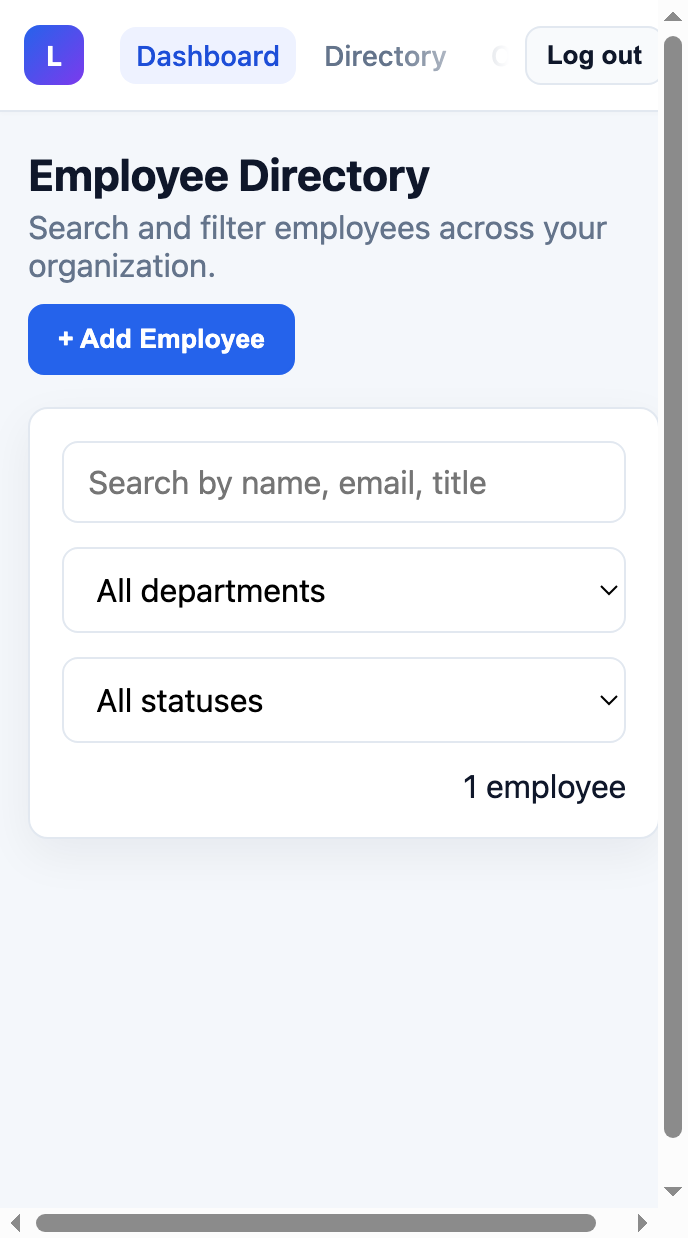 L
Dashboard
Directory
Log out
Employee Directory
Search and filter employees across your
organization.
+ Add Employee
Search by name, email, title
All departments
All statuses
1 employee